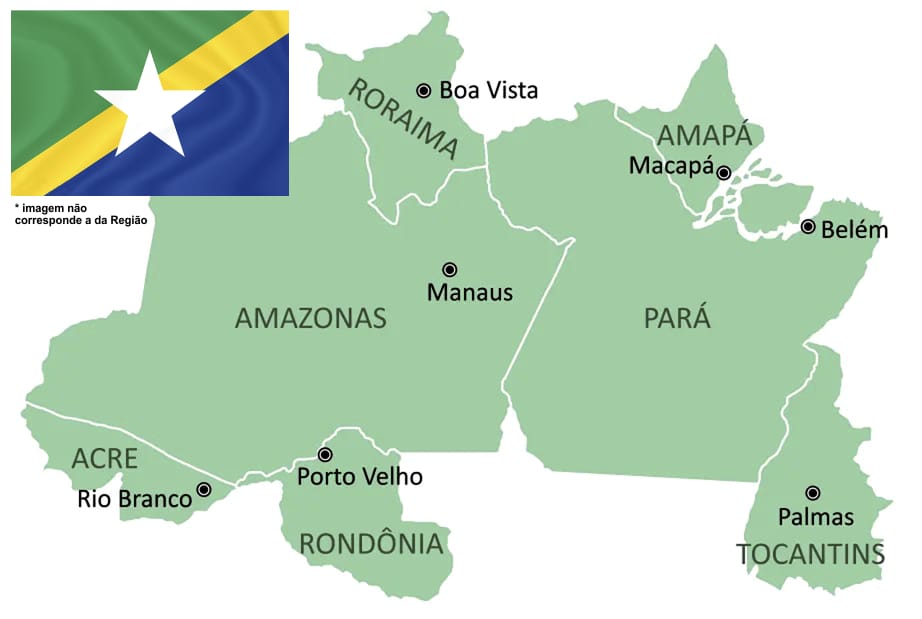 * imagem não
corresponde a da Região
RORAIMA
Boa Vista
AMAPÁ
Macapá
Belém
Manaus
AMAZONAS
PARÁ
ACRE
Rio Branco
Porto Velho
RONDÔNIA
Palmas
TOCANTINS